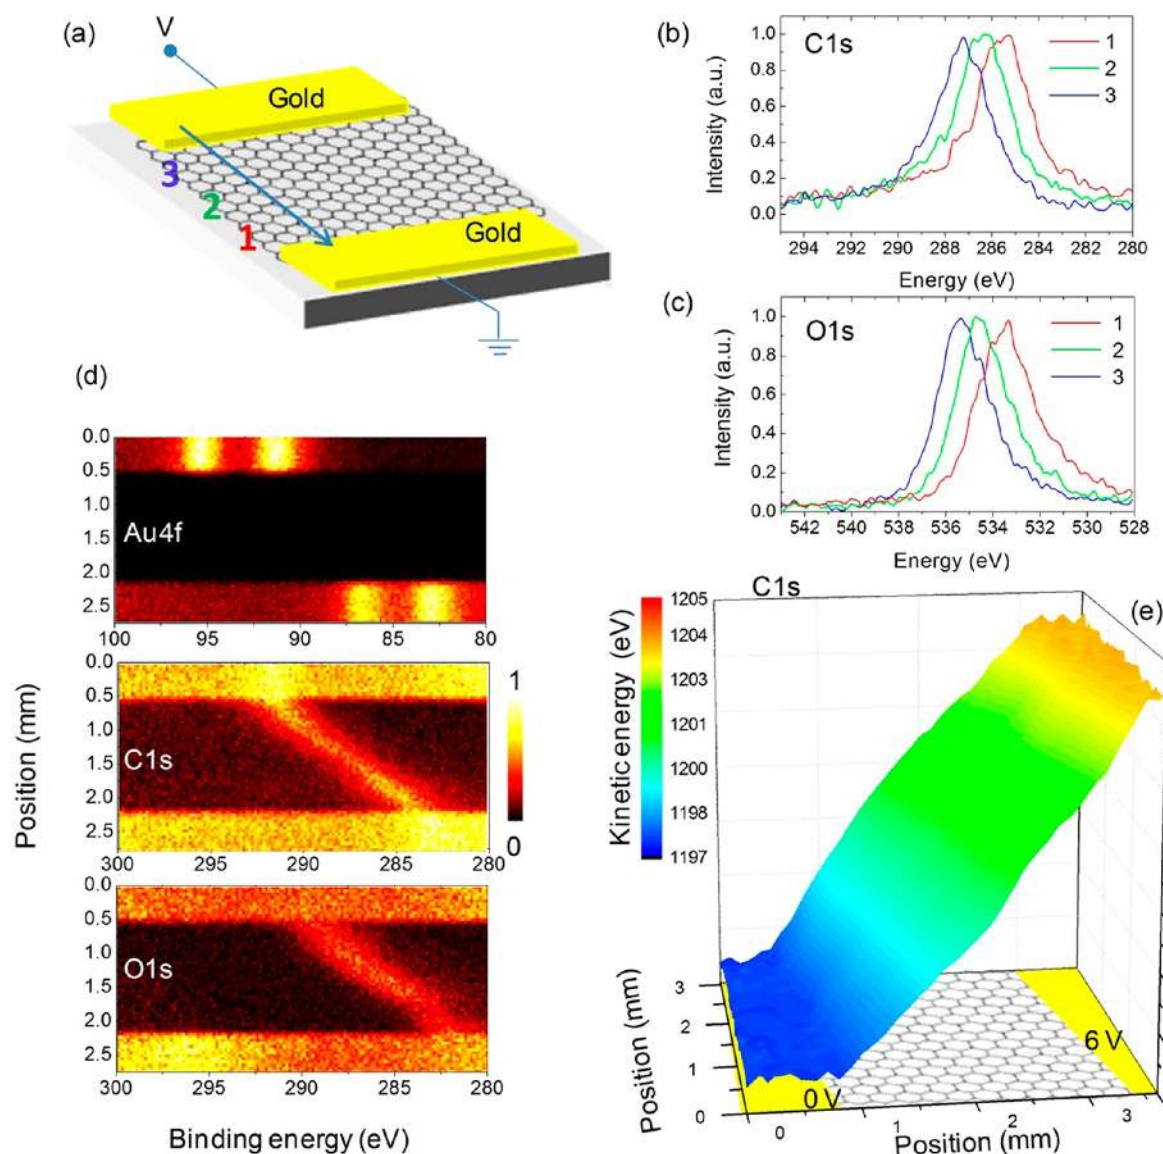 (a)
V
Gold
3
2
1
Gold
(b)
C1s
1
2
3
1.0
0.8
0.6
0.4
0.2
0.0
Intensity (a.u.)
294 292 290 288 286 284 282 280
Energy (eV)
(c)
O1s
1
2
3
1.0
0.8
0.6
0.4
0.2
0.0
Intensity (a.u.)
542 540 538 536 534 532 530 528
Energy (eV)
(d)
0.0
0.5
1.0
1.5
2.0
2.5
Au4f
100 95 90 85 80
0.0
0.5
1.0
1.5
2.0
2.5
C1s
1
0
300 295 290 285 280
0.0
0.5
1.0
1.5
2.0
2.5
O1s
300 295 290 285 280
Position (mm)
Binding energy (eV)
C1s
(e)
1205
1204
1203
1201
1200
1198
1197
Kinetic energy (eV)
3
2
1
0
Position (mm)
0 V
6 V
0 1 2 3
Position (mm)